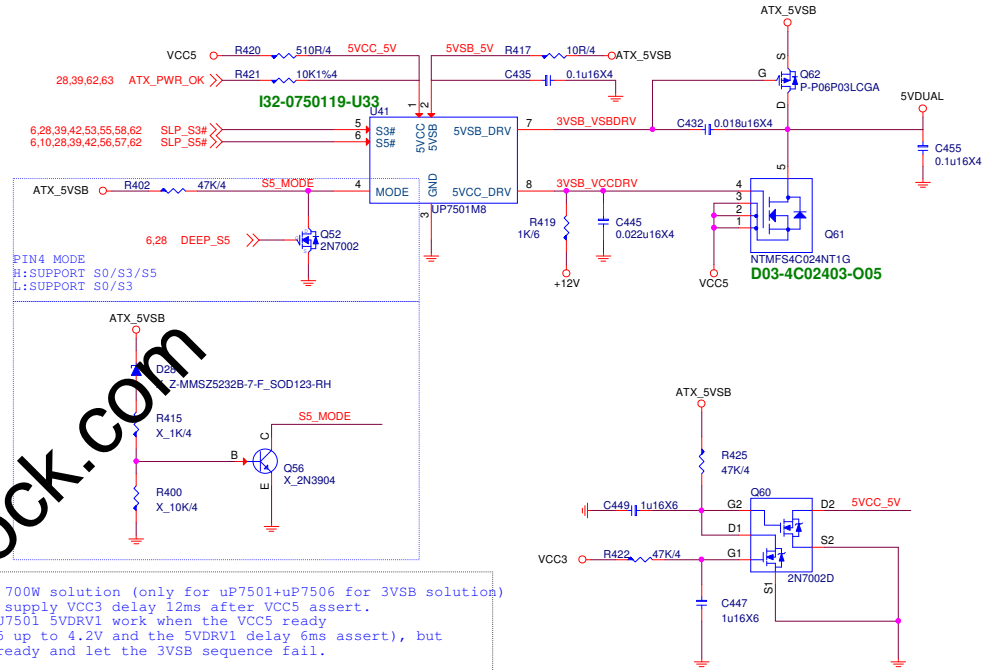 ATX_5VSB
VCC5 R420 510R/4 5VCC_5V 5VSB_5V R417 10R/4 ATX_5VSB
28,39,62,63 ATX_PWR_OK R421 10K1%4 C435 0.1u16X4
G S Q62
P-P06P03LCGA
D
5VDUAL
I32-0750119-U33
U41
1 2
6,28,39,42,53,55,58,62 SLP_S3# 5 S3# 5VCC 5VSB 5VSB_DRV 7 3VSB_VSBDRV C432 0.018u16X4
6,10,28,39,42,56,57,62 SLP_S5# 6 S5#
C455
0.1u16X4
5
ATX_5VSB R402 47K/4 S5_MODE 4 MODE GND 5VCC_DRV 8 3VSB_VCCDRV 4
3
2
1
UP7501M8
3
R419
1K/6
C445
0.022u16X4
Q61
6,28 DEEP_S5 Q52
2N7002
PIN4 MODE
H:SUPPORT S0/S3/S5
L:SUPPORT S0/S3
+12V
VCC5
NTMFS4C024NT1G
D03-4C02403-O05
ATX_5VSB
_Z-MMSZ5232B-7-F_SOD123-RH
R415
X_1K/4
S5_MODE
B C E
Q56
X_2N3904
R400
X_10K/4
ock.com
ATX_5VSB
R425
47K/4
Q60
C449 1u16X6 G2 D2 5VCC_5V
D1 S2
VCC3 R422 47K/4 G1
S1
2N7002D
C447
1u16X6
700W solution (only for uP7501+uP7506 for 3VSB solution)
supply VCC3 delay 12ms after VCC5 assert.
7501 5VDRV1 work when the VCC5 ready
up to 4.2V and the 5VDRV1 delay 6ms assert), but
ready and let the 3VSB sequence fail.